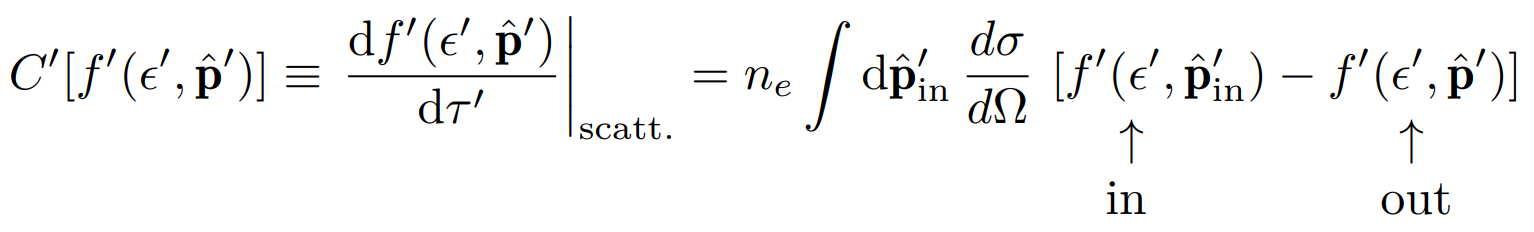 C′[f′(ϵ′, p̂′)] ≡ df′(ϵ′, p̂′)/dτ′ |scatt. = nₑ ∫ dp̂′in dσ/dΩ [f′(ϵ′, p̂′in) − f′(ϵ′, p̂′)]
↑ ↑
in out